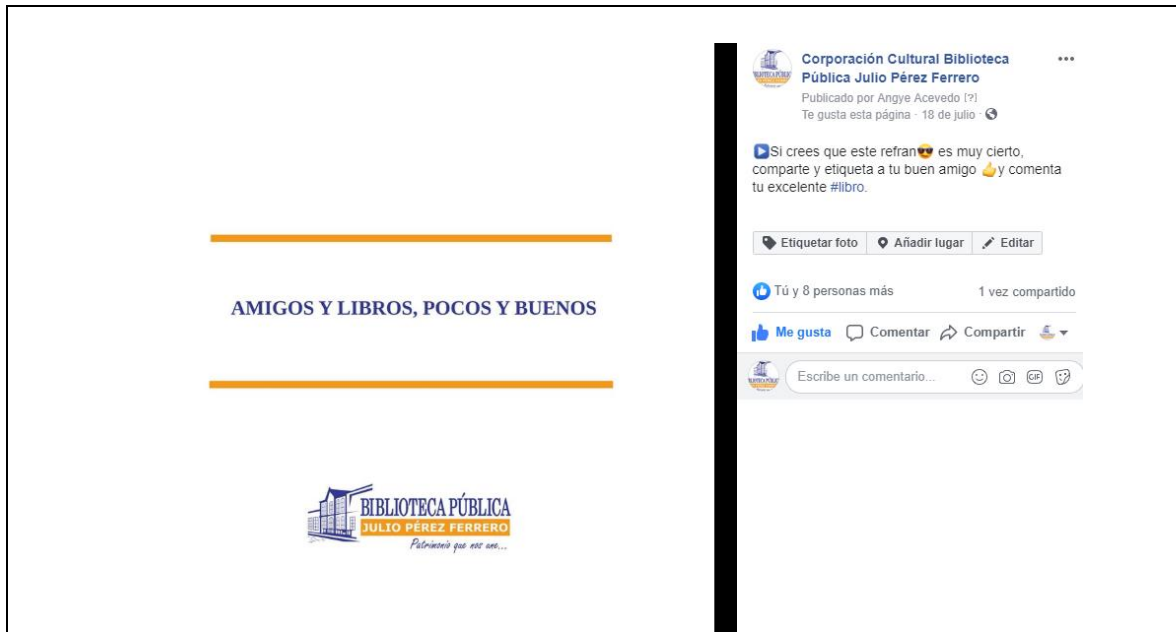 AMIGOS Y LIBROS, POCOS Y BUENOS
BIBLIOTECA PÚBLICA
JULIO PÉREZ FERRERO
Patrimonio que nos une...
Corporación Cultural Biblioteca
Pública Julio Pérez Ferrero
Publicado por Angye Acevedo [?]
Te gusta esta página · 18 de julio ·
Si crees que este refran😎 es muy cierto,
comparte y etiqueta a tu buen amigo 👍y comenta
tu excelente #libro.
Etiquetar foto Añadir lugar Editar
Tú y 8 personas más 1 vez compartido
Me gusta Comentar Compartir
Escribe un comentario... GIF